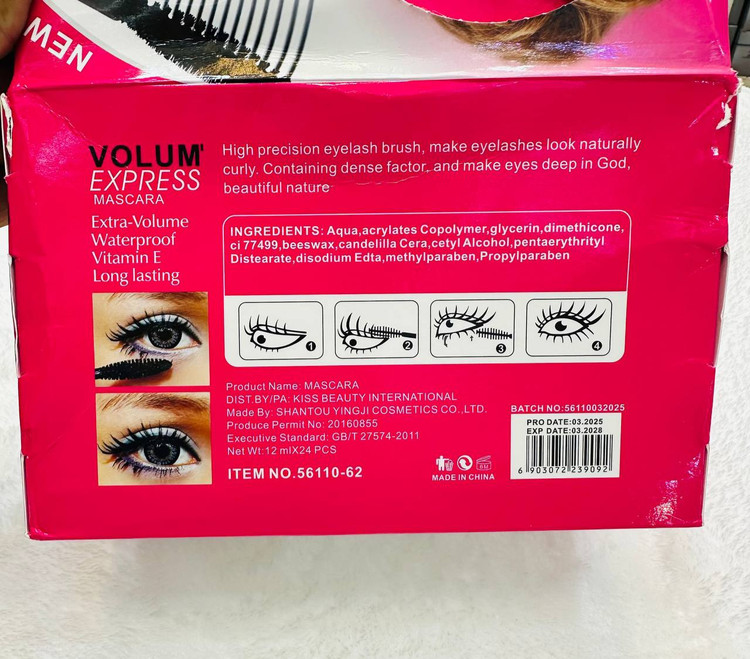 NEW
VOLUM'
EXPRESS
MASCARA
Extra-Volume
Waterproof
Vitamin E
Long lasting
High precision eyelash brush, make eyelashes look naturally
curly. Containing dense factor, and make eyes deep in God,
beautiful nature
INGREDIENTS: Aqua,acrylates Copolymer,glycerin,dimethicone,
ci 77499,beeswax,candelilla Cera,cetyl Alcohol,pentaerythrityl
Distearate,disodium Edta,methylparaben,Propylparaben
1
2
3
4
Product Name: MASCARA
DIST.BY/PA: KISS BEAUTY INTERNATIONAL
Made By: SHANTOU YINGJI COSMETICS CO.,LTD.
Produce Permit No: 20160855
Executive Standard: GB/T 27574-2011
Net Wt: 12 mlX24 PCS
ITEM NO.56110-62
6M
MADE IN CHINA
BATCH NO:56110032025
PRO DATE:03.2025
EXP DATE:03.2028
6 903072 239092